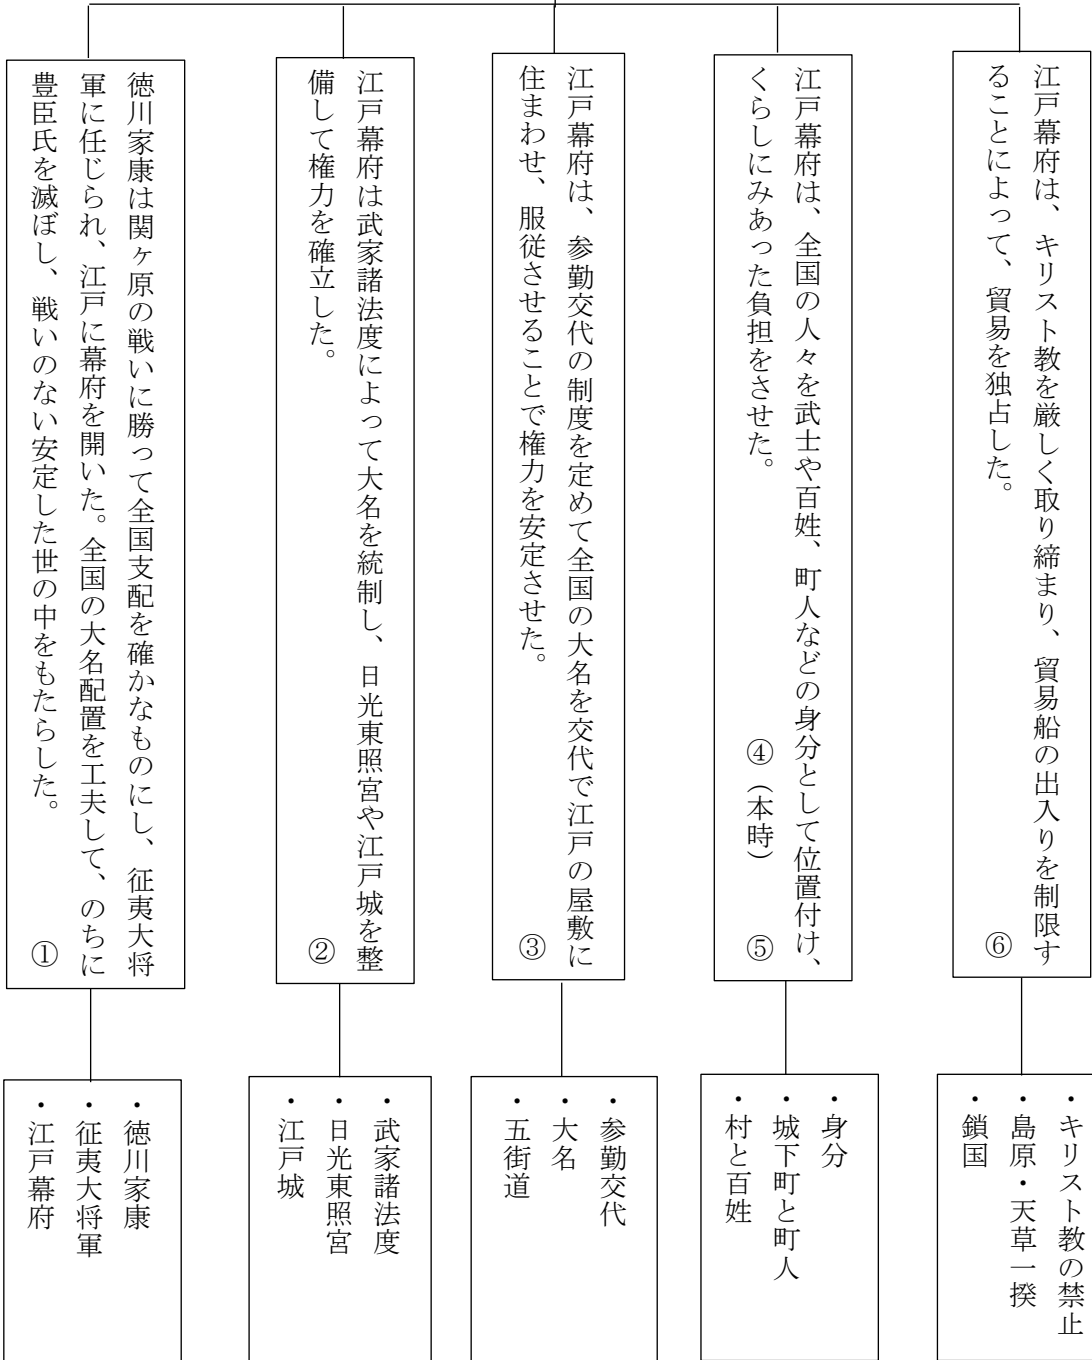 江戸幕府は、キリスト教を厳しく取り締まり、貿易船の出入りを制限す
ることによって、貿易を独占した。　⑥
・キリスト教の禁止
・島原・天草一揆
・鎖国
江戸幕府は、全国の人々を武士や百姓、町人などの身分として位置付け、
くらしにみあった負担をさせた。　④（本時）　⑤
・身分
・城下町と町人
・村と百姓
江戸幕府は、参勤交代の制度を定めて全国の大名を交代で江戸の屋敷に
住まわせ、服従させることで権力を安定させた。　③
・参勤交代
・大名
・五街道
江戸幕府は武家諸法度によって大名を統制し、日光東照宮や江戸城を整
備して権力を確立した。　②
・武家諸法度
・日光東照宮
・江戸城
徳川家康は関ヶ原の戦いに勝って全国支配を確かなものにし、征夷大将
軍に任じられ、江戸に幕府を開いた。全国の大名配置を工夫して、のちに
豊臣氏を滅ぼし、戦いのない安定した世の中をもたらした。　①
・徳川家康
・征夷大将軍
・江戸幕府